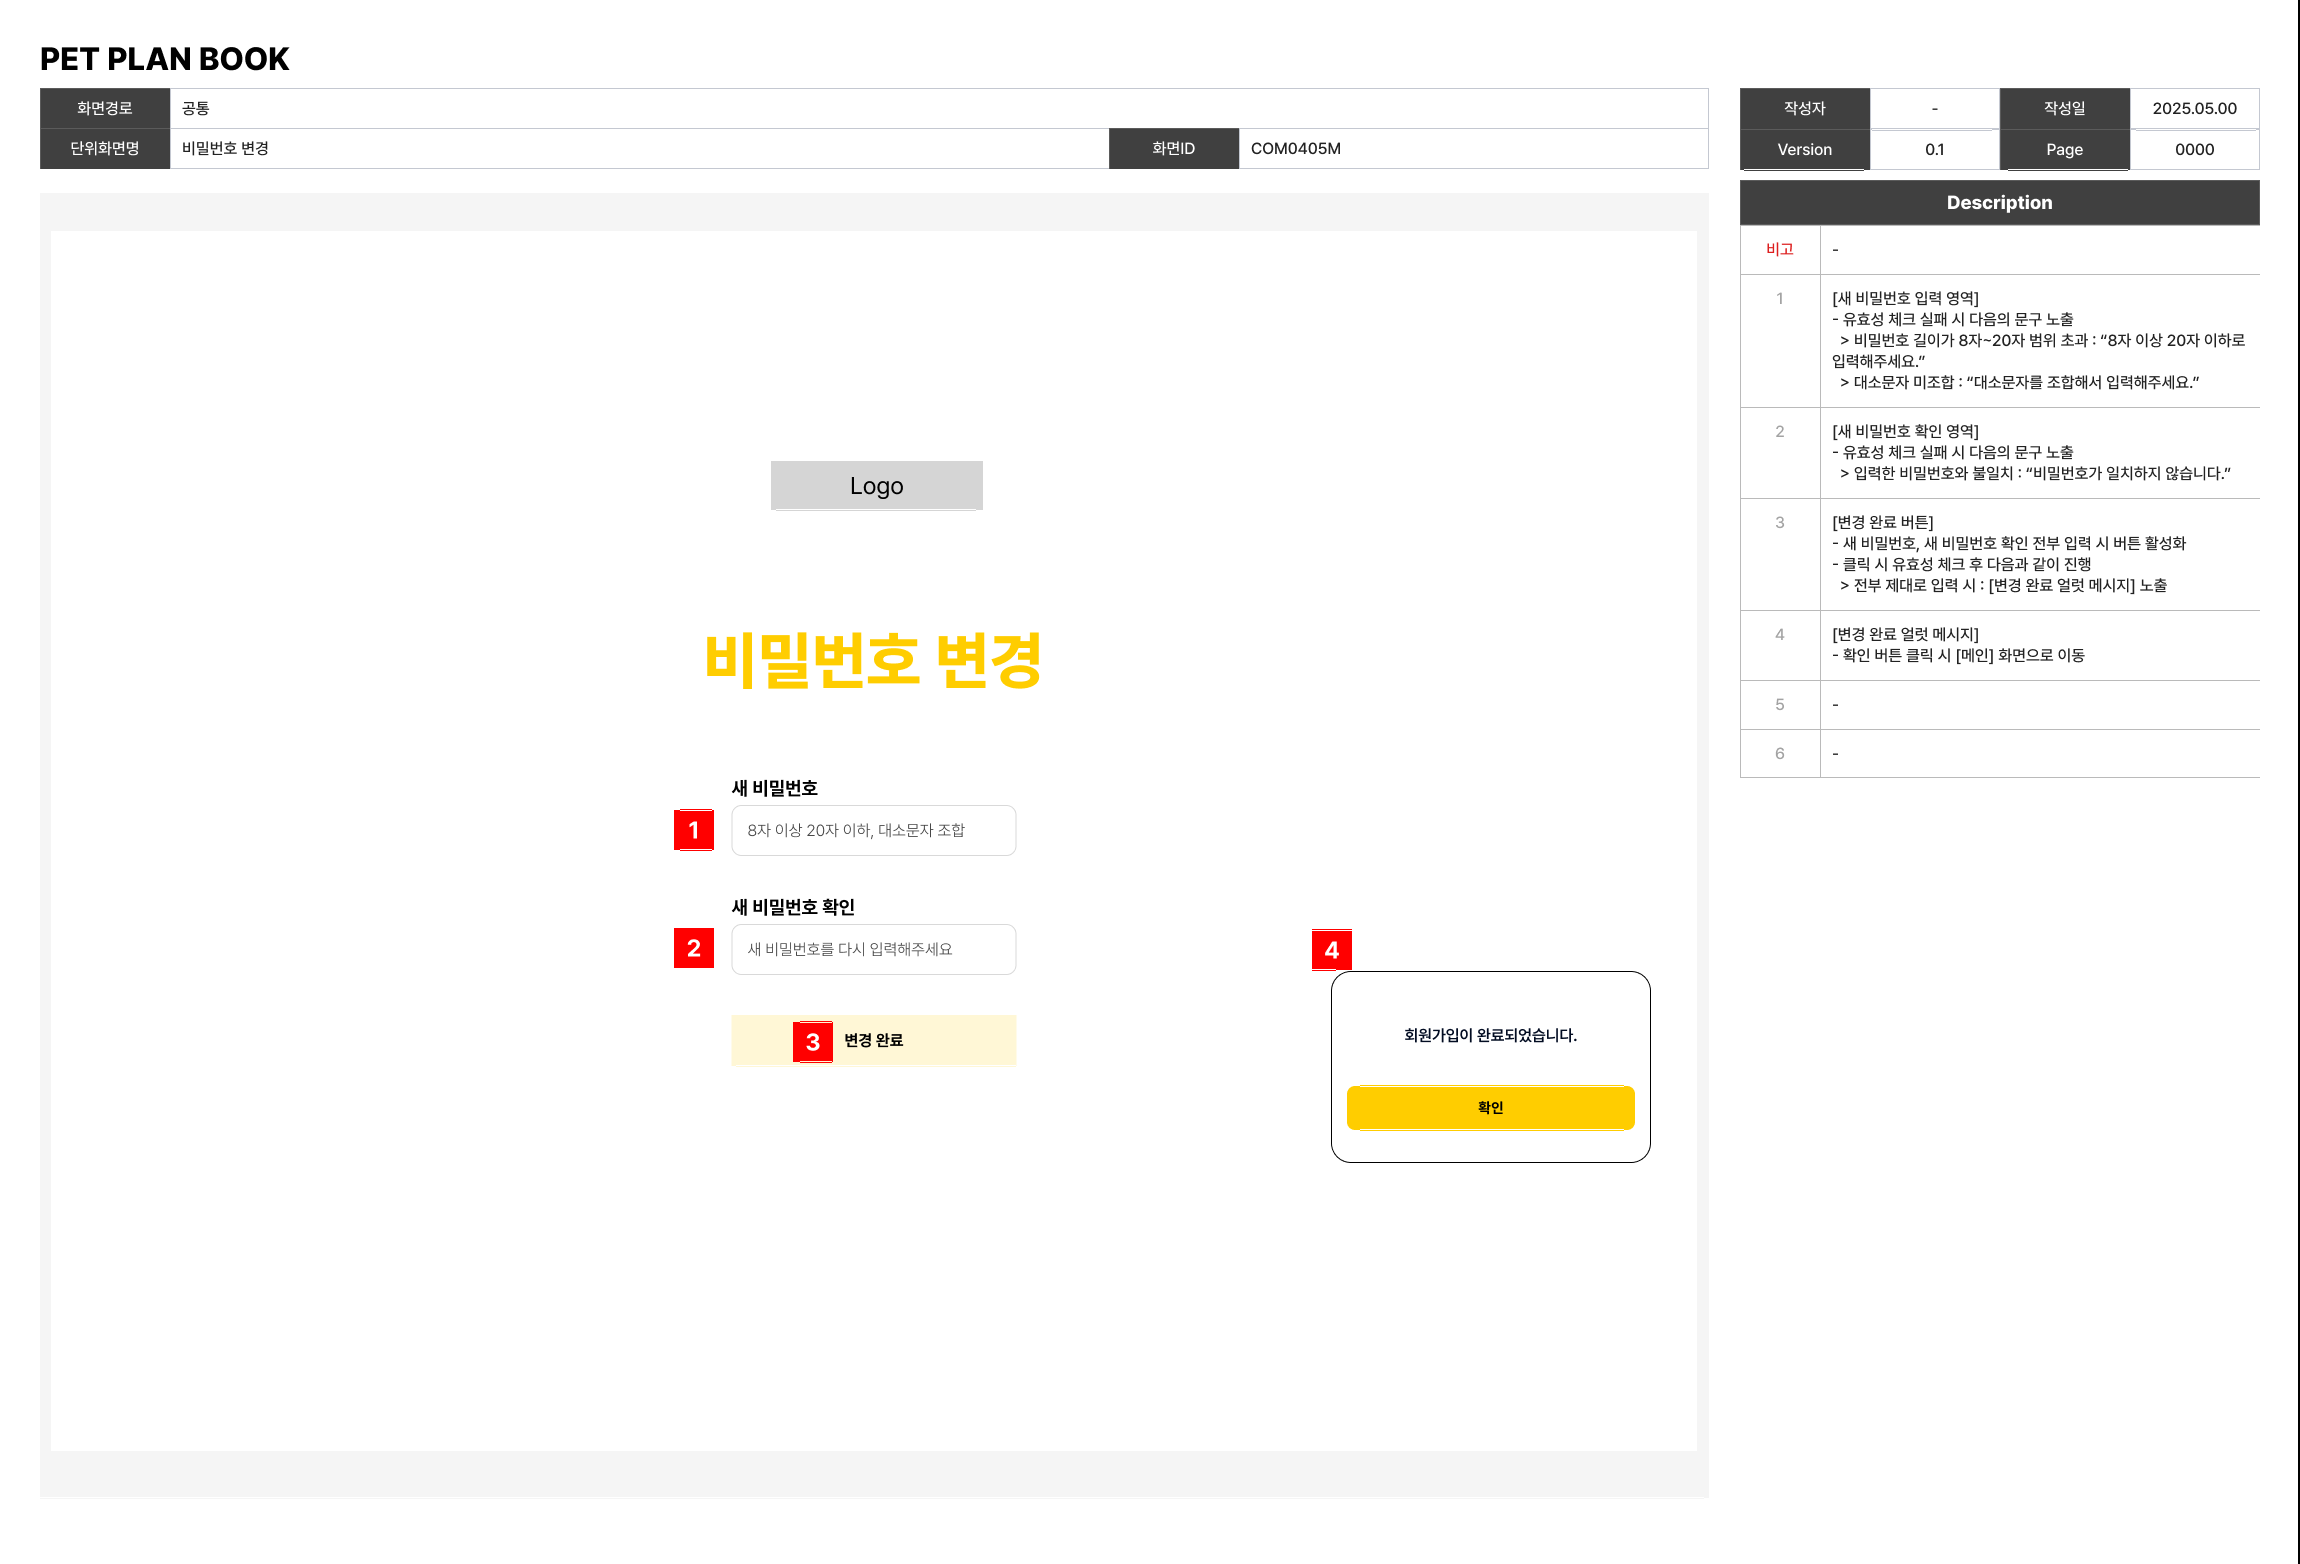 PET PLAN BOOK
화면경로 공통
단위화면명 비밀번호 변경 화면ID COM0405M
작성자 - 작성일 2025.05.00
Version 0.1 Page 0000
Logo
비밀번호 변경
새 비밀번호
1 8자 이상 20자 이하, 대소문자 조합
새 비밀번호 확인
2 새 비밀번호를 다시 입력해주세요
3 변경 완료
4
회원가입이 완료되었습니다.
확인
Description
비고 -
1 [새 비밀번호 입력 영역]
- 유효성 체크 실패 시 다음의 문구 노출
> 비밀번호 길이가 8자~20자 범위 초과 : “8자 이상 20자 이하로
입력해주세요.”
> 대소문자 미조합 : “대소문자를 조합해서 입력해주세요.”
2 [새 비밀번호 확인 영역]
- 유효성 체크 실패 시 다음의 문구 노출
> 입력한 비밀번호와 불일치 : “비밀번호가 일치하지 않습니다.”
3 [변경 완료 버튼]
- 새 비밀번호, 새 비밀번호 확인 전부 입력 시 버튼 활성화
- 클릭 시 유효성 체크 후 다음과 같이 진행
> 전부 제대로 입력 시 : [변경 완료 얼럿 메시지] 노출
4 [변경 완료 얼럿 메시지]
- 확인 버튼 클릭 시 [메인] 화면으로 이동
5 -
6 -